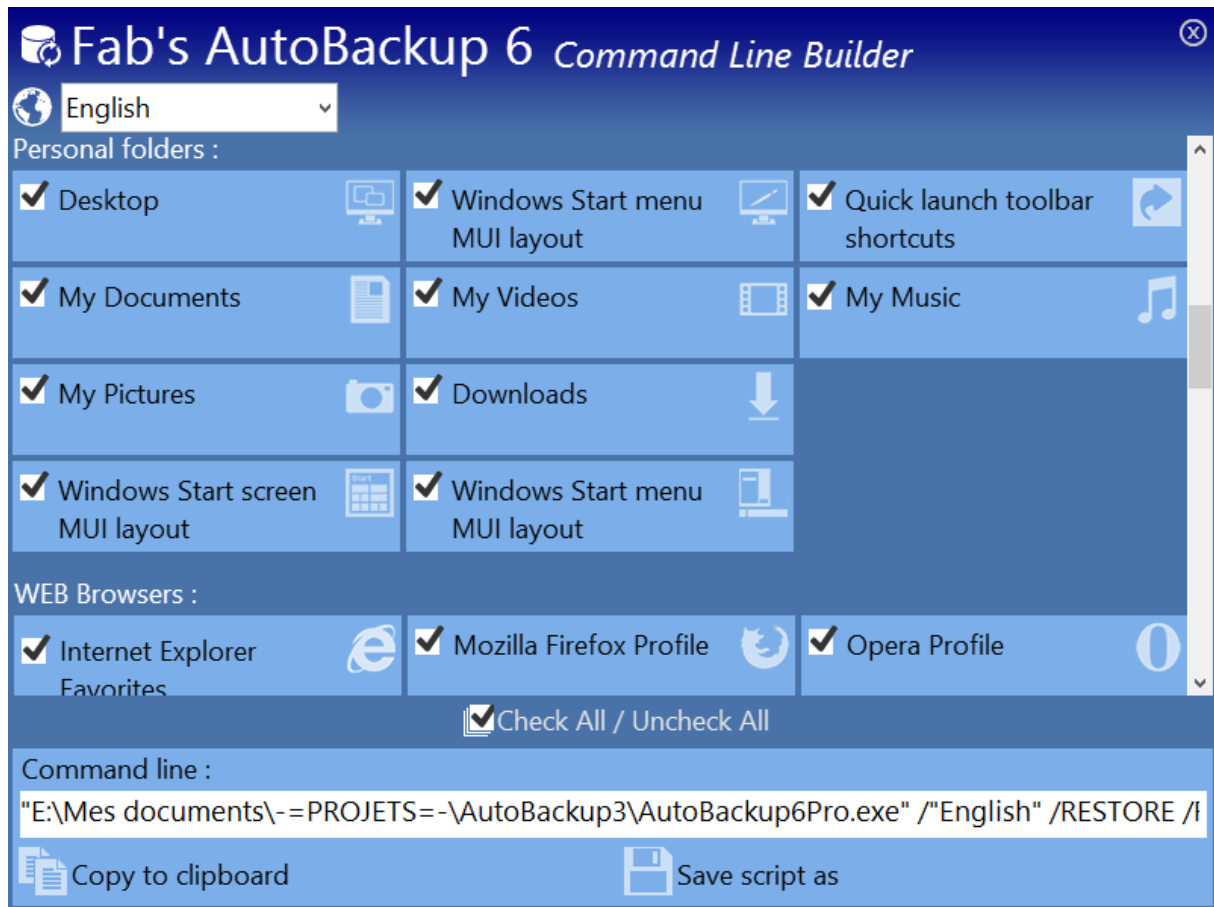 Fab's AutoBackup 6 Command Line Builder
English
Personal folders :
Desktop
Windows Start menu
MUI layout
Quick launch toolbar
shortcuts
My Documents
My Videos
My Music
My Pictures
Downloads
Windows Start screen
MUI layout
Start
Windows Start menu
MUI layout
WEB Browsers :
Internet Explorer
Favorites
Mozilla Firefox Profile
Opera Profile
Check All / Uncheck All
Command line :
"E:\Mes documents\-=PROJETS=-\AutoBackup3\AutoBackup6Pro.exe" /"English" /RESTORE /
Copy to clipboard
Save script as